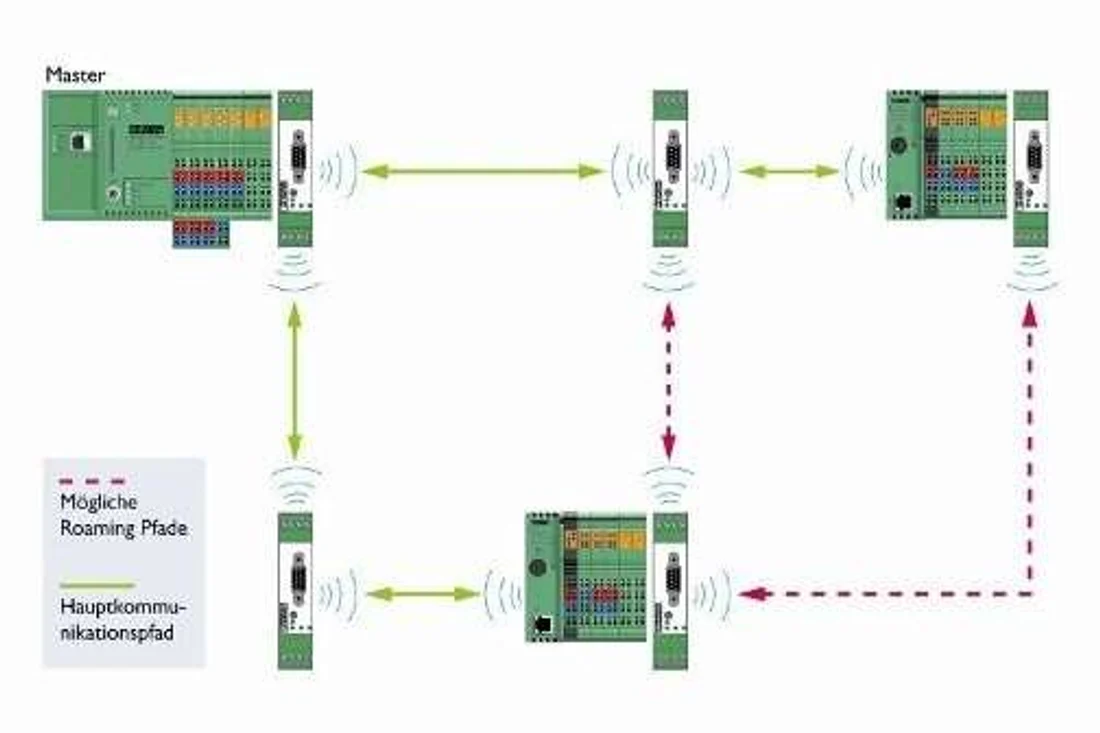 Master
Mögliche
Roaming Pfade
Hauptkommu-
nikationspfad